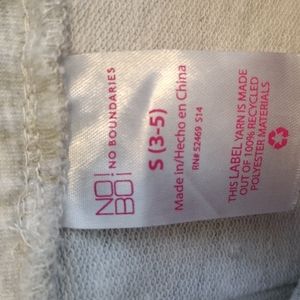 NO!
BO!
NO BOUNDARIES
S (3-5)
Made in/Hecho en China
RN# 52469 S14
THIS LABEL YARN IS MADE
OUT OF 100% RECYCLED
POLYESTER MATERIALS